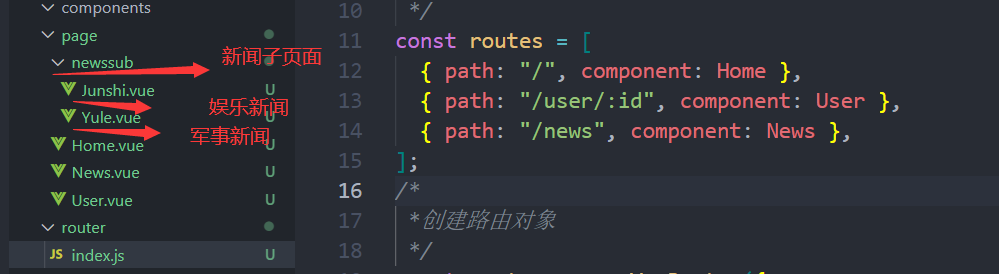 components
page
newssub
新闻子页面
Junshi.vue U
娱乐新闻
Yule.vue U
军事新闻
Home.vue U
News.vue U
User.vue U
router
JS index.js U
10 */
11 const routes = [
12 { path: "/", component: Home },
13 { path: "/user/:id", component: User },
14 { path: "/news", component: News },
15 ];
16 /*
17 *创建路由对象
18 */